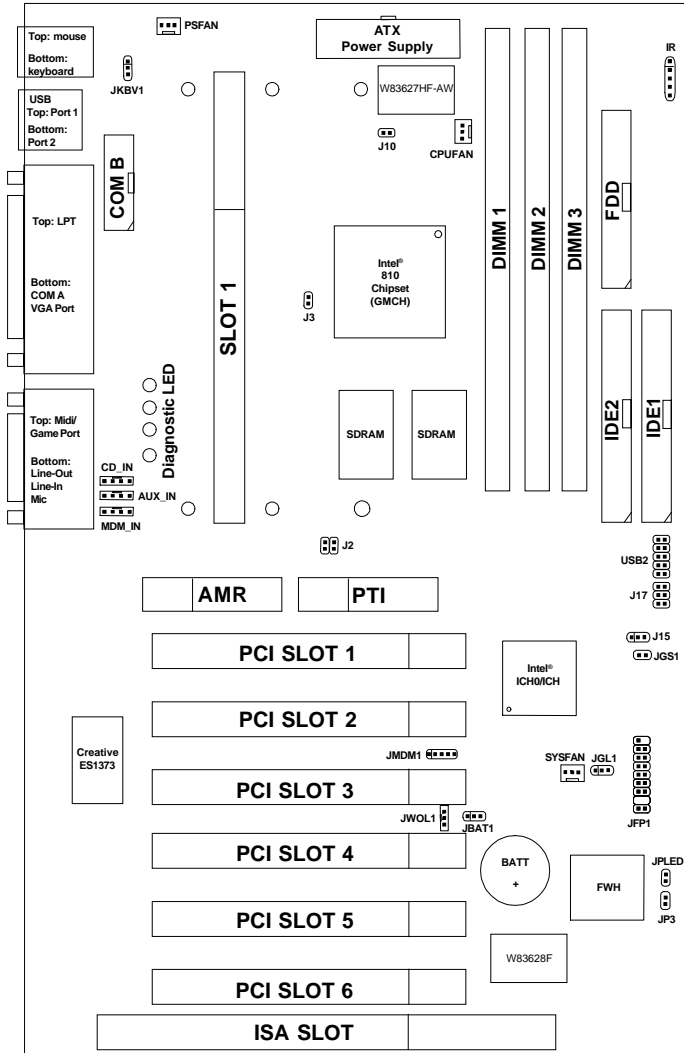 Top: mouse
Bottom:
keyboard
PSFAN
ATX
Power Supply
IR
JKBV1
USB
Top: Port 1
Bottom:
Port 2
W83627HF-AW
J10
CPUFAN
COM B
DIMM 1
DIMM 2
DIMM 3
FDD
Top: LPT
Bottom:
COM A
VGA Port
SLOT 1
Intel®
810
Chipset
(GMCH)
J3
Diagnostic LED
Top: Midi/
Game Port
Bottom:
Line-Out
Line-In
Mic
CD_IN
AUX_IN
MDM_IN
SDRAM
SDRAM
IDE2
IDE1
J2
USB2
J17
AMR
PTI
J15
JGS1
PCI SLOT 1
Intel®
ICH0/ICH
PCI SLOT 2
Creative
ES1373
JMDM1
SYSFAN
JGL1
PCI SLOT 3
JWOL1
JBAT1
JFP1
PCI SLOT 4
BATT
+
FWH
JPLED
JP3
PCI SLOT 5
W83628F
PCI SLOT 6
ISA SLOT